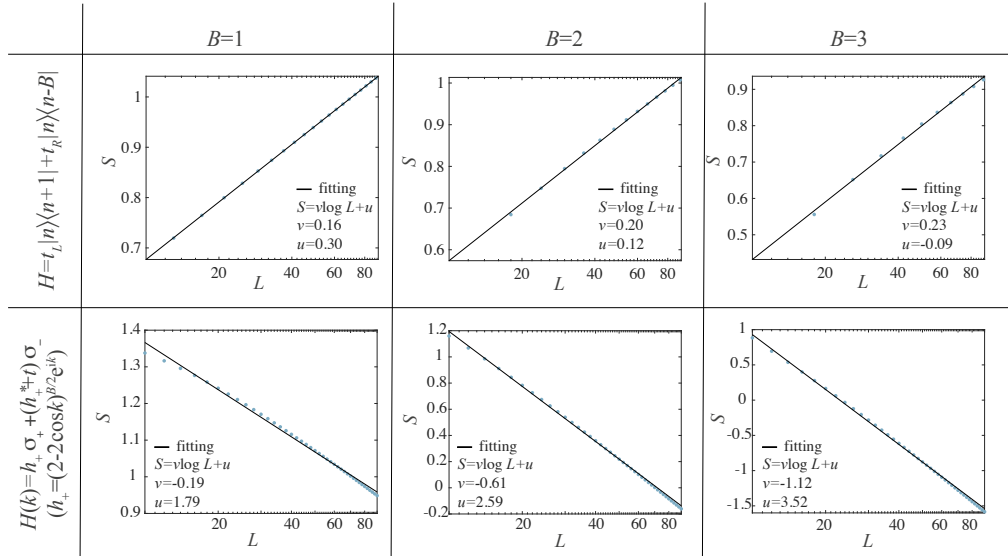 B=1
B=2
B=3
H=t_L|n⟩⟨n+1|+t_R|n⟩⟨n-B|
S
1
0.9
0.8
0.7
20
40
60
80
L
fitting
S=vlog L+u
v=0.16
u=0.30
S
1
0.9
0.8
0.7
0.6
20
40
60
80
L
fitting
S=vlog L+u
v=0.20
u=0.12
S
0.9
0.8
0.7
0.6
0.5
20
40
60
80
L
fitting
S=vlog L+u
v=0.23
u=-0.09
H(k)=h_+σ_++(h_+^*+t)σ_-
(h_+=(2-2cosk)^{B/2}e^{ik})
S
1.4
1.3
1.2
1.1
1
0.9
20
40
60
80
L
fitting
S=vlog L+u
v=-0.19
u=1.79
S
1.2
1.0
0.8
0.6
0.4
0.2
0
-0.2
20
40
60
80
L
fitting
S=vlog L+u
v=-0.61
u=2.59
S
1
0.5
0
-0.5
-1
-1.5
20
40
60
80
L
fitting
S=vlog L+u
v=-1.12
u=3.52